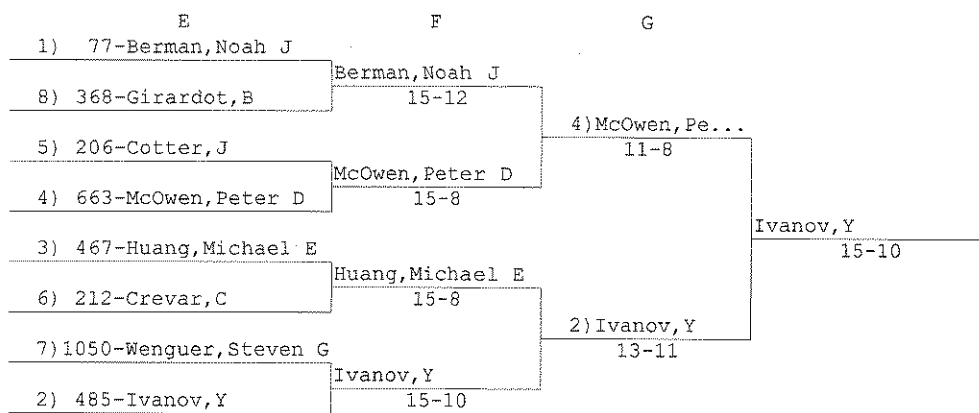 E F G
1) 77-Berman,Noah J
Berman,Noah J
8) 368-Girardot,B
15-12
4)McOwen,Pe...
5) 206-Cotter,J
11-8
McOwen,Peter D
4) 663-McOwen,Peter D
15-8
Ivanov,Y
3) 467-Huang,Michael E
15-10
Huang,Michael E
6) 212-Crevar,C
15-8
2)Ivanov,Y
7)1050-Wenguer,Steven G
13-11
Ivanov,Y
2) 485-Ivanov,Y
15-10